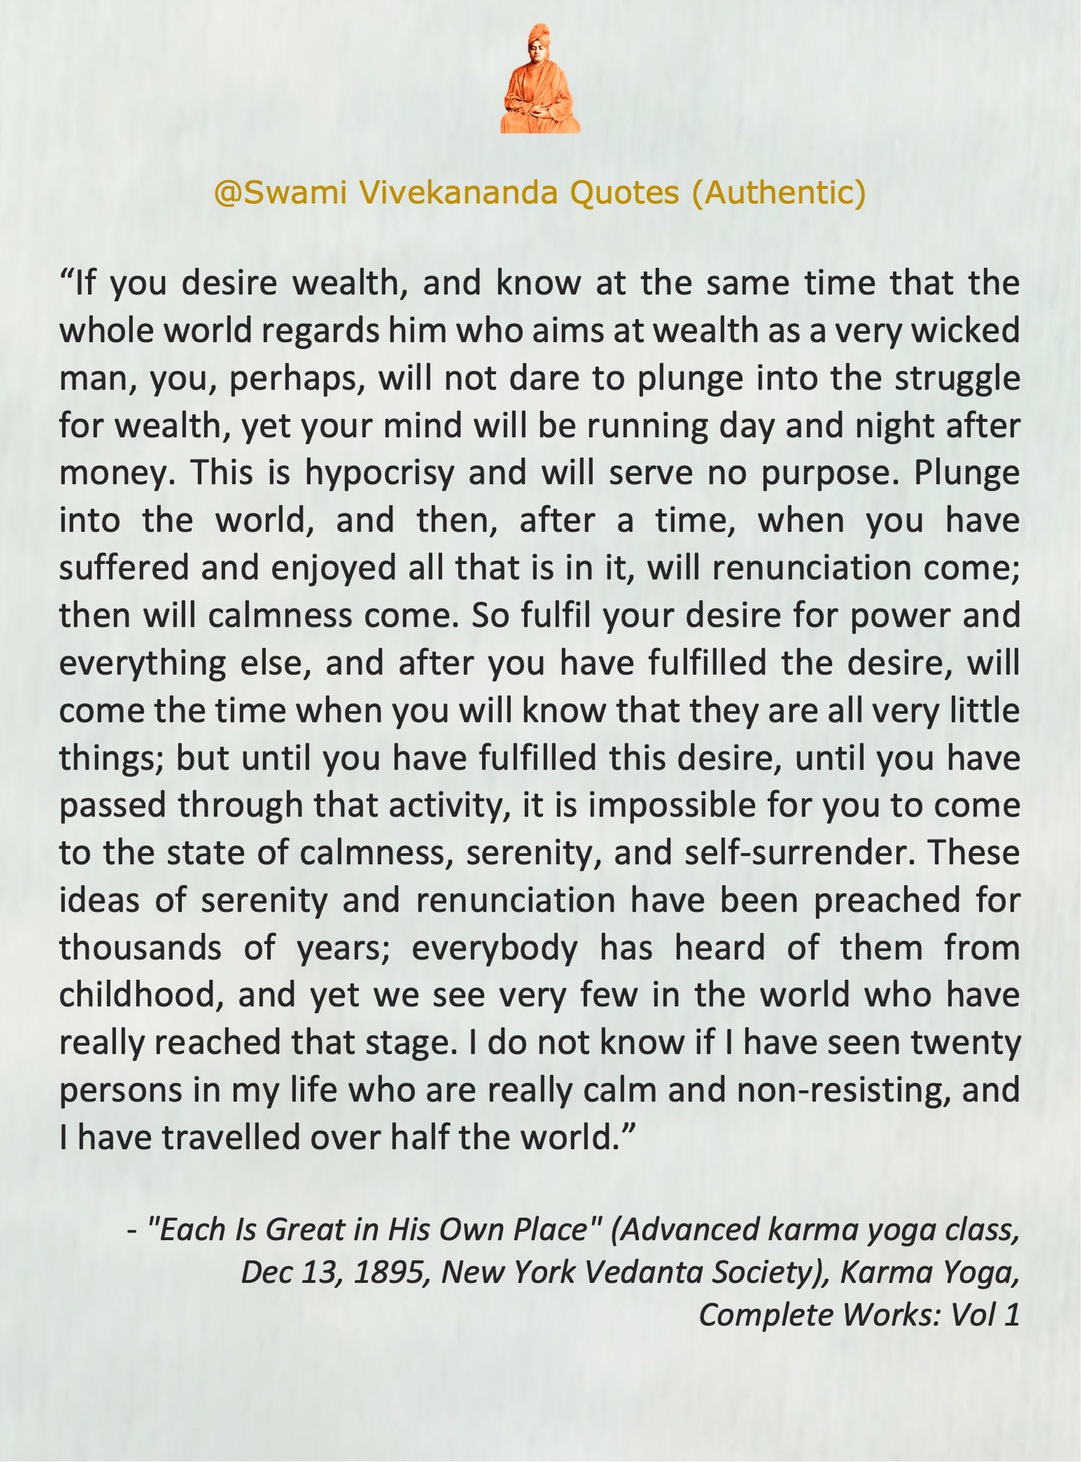 @Swami Vivekananda Quotes (Authentic)
“If you desire wealth, and know at the same time that the
whole world regards him who aims at wealth as a very wicked
man, you, perhaps, will not dare to plunge into the struggle
for wealth, yet your mind will be running day and night after
money. This is hypocrisy and will serve no purpose. Plunge
into the world, and then, after a time, when you have
suffered and enjoyed all that is in it, will renunciation come;
then will calmness come. So fulfil your desire for power and
everything else, and after you have fulfilled the desire, will
come the time when you will know that they are all very little
things; but until you have fulfilled this desire, until you have
passed through that activity, it is impossible for you to come
to the state of calmness, serenity, and self-surrender. These
ideas of serenity and renunciation have been preached for
thousands of years; everybody has heard of them from
childhood, and yet we see very few in the world who have
really reached that stage. I do not know if I have seen twenty
persons in my life who are really calm and non-resisting, and
I have travelled over half the world.”
- "Each Is Great in His Own Place" (Advanced karma yoga class,
Dec 13, 1895, New York Vedanta Society), Karma Yoga,
Complete Works: Vol 1